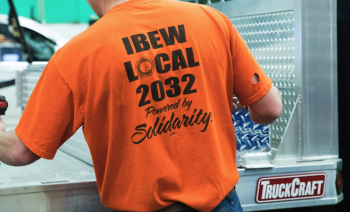 IBEW
LOCAL
2032
Powered by
Solidarity.
TRUCKCRAFT